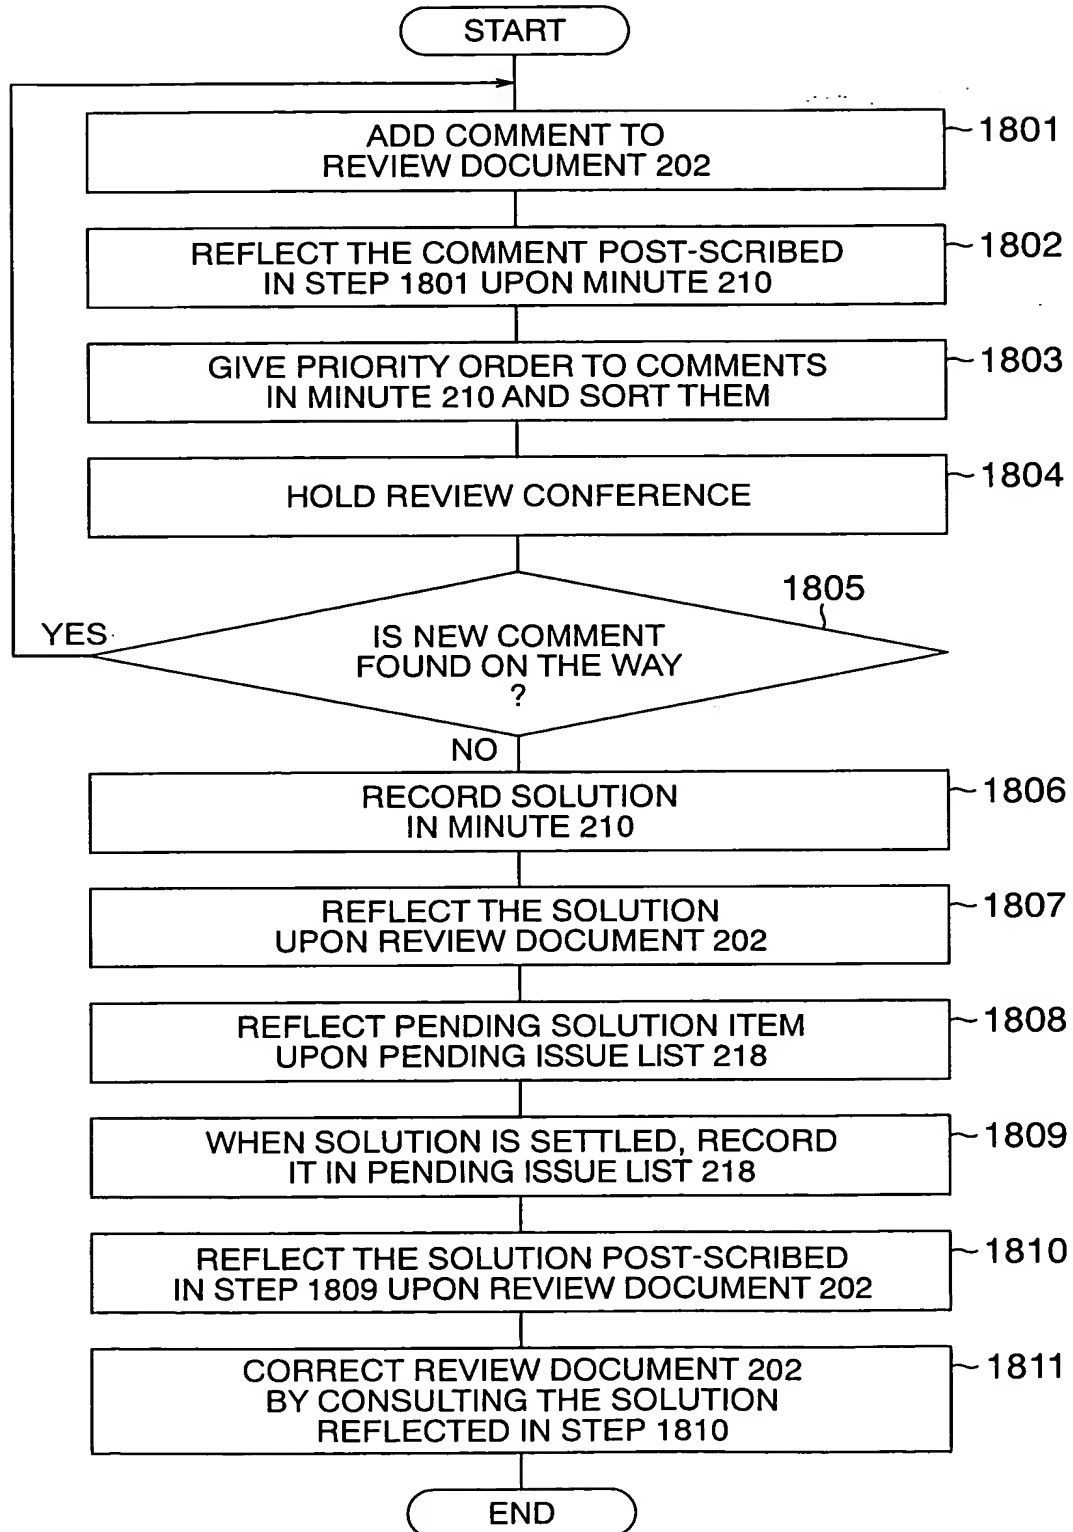 START
ADD COMMENT TO
REVIEW DOCUMENT 202
1801
REFLECT THE COMMENT POST-SCRIBED
IN STEP 1801 UPON MINUTE 210
1802
GIVE PRIORITY ORDER TO COMMENTS
IN MINUTE 210 AND SORT THEM
1803
HOLD REVIEW CONFERENCE
1804
1805
YES
IS NEW COMMENT
FOUND ON THE WAY
?
NO
RECORD SOLUTION
IN MINUTE 210
1806
REFLECT THE SOLUTION
UPON REVIEW DOCUMENT 202
1807
REFLECT PENDING SOLUTION ITEM
UPON PENDING ISSUE LIST 218
1808
WHEN SOLUTION IS SETTLED, RECORD
IT IN PENDING ISSUE LIST 218
1809
REFLECT THE SOLUTION POST-SCRIBED
IN STEP 1809 UPON REVIEW DOCUMENT 202
1810
CORRECT REVIEW DOCUMENT 202
BY CONSULTING THE SOLUTION
REFLECTED IN STEP 1810
1811
END